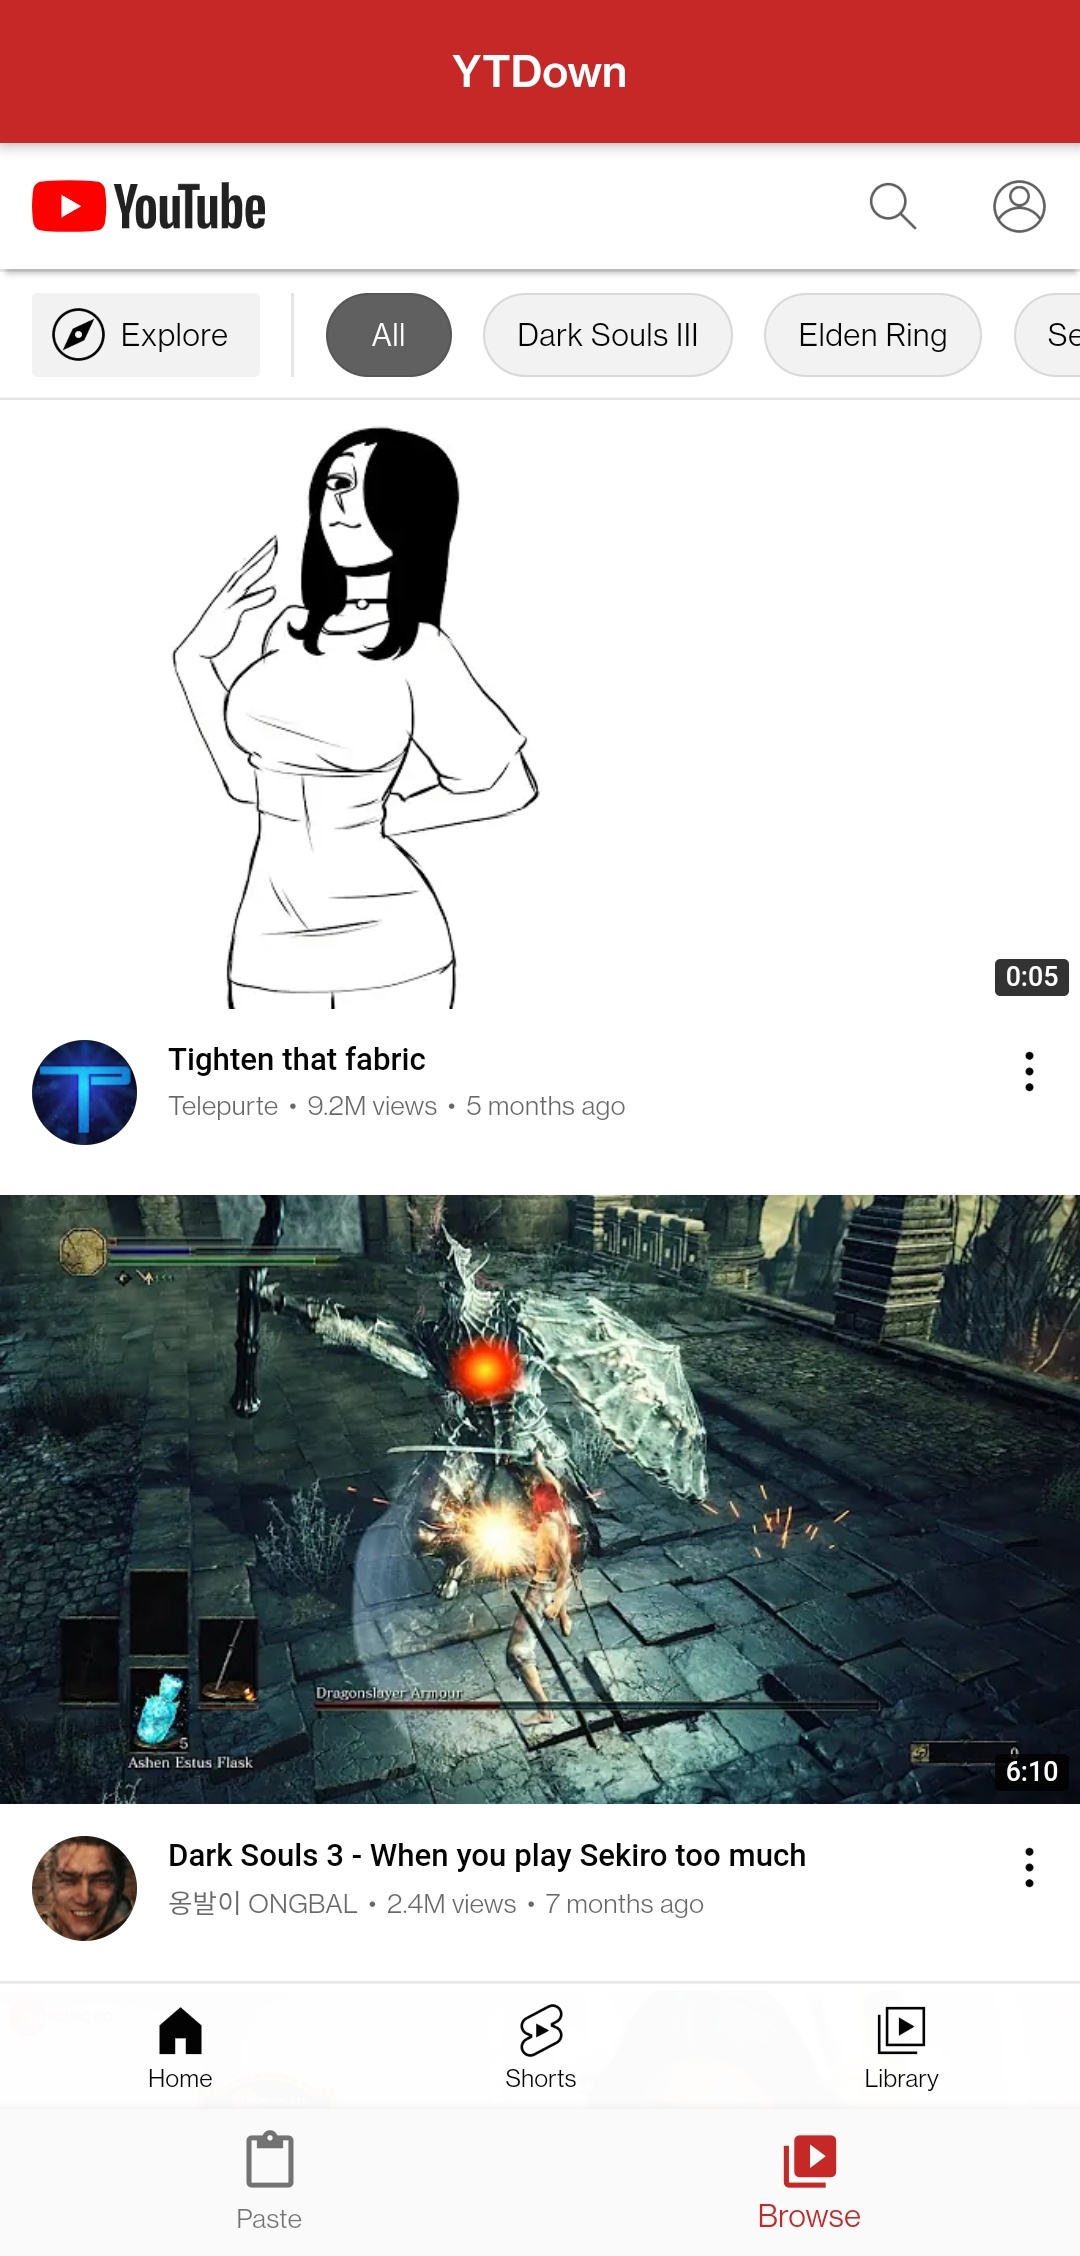 YTDown
YouTube
Explore
All
Dark Souls III
Elden Ring
Se
0:05
Tighten that fabric
Telepurte • 9.2M views • 5 months ago
Dragonslayer Armour
5
Ashen Estus Flask
0
6:10
Dark Souls 3 - When you play Sekiro too much
옹발이 ONGBAL • 2.4M views • 7 months ago
Home
Shorts
Library
Paste
Browse